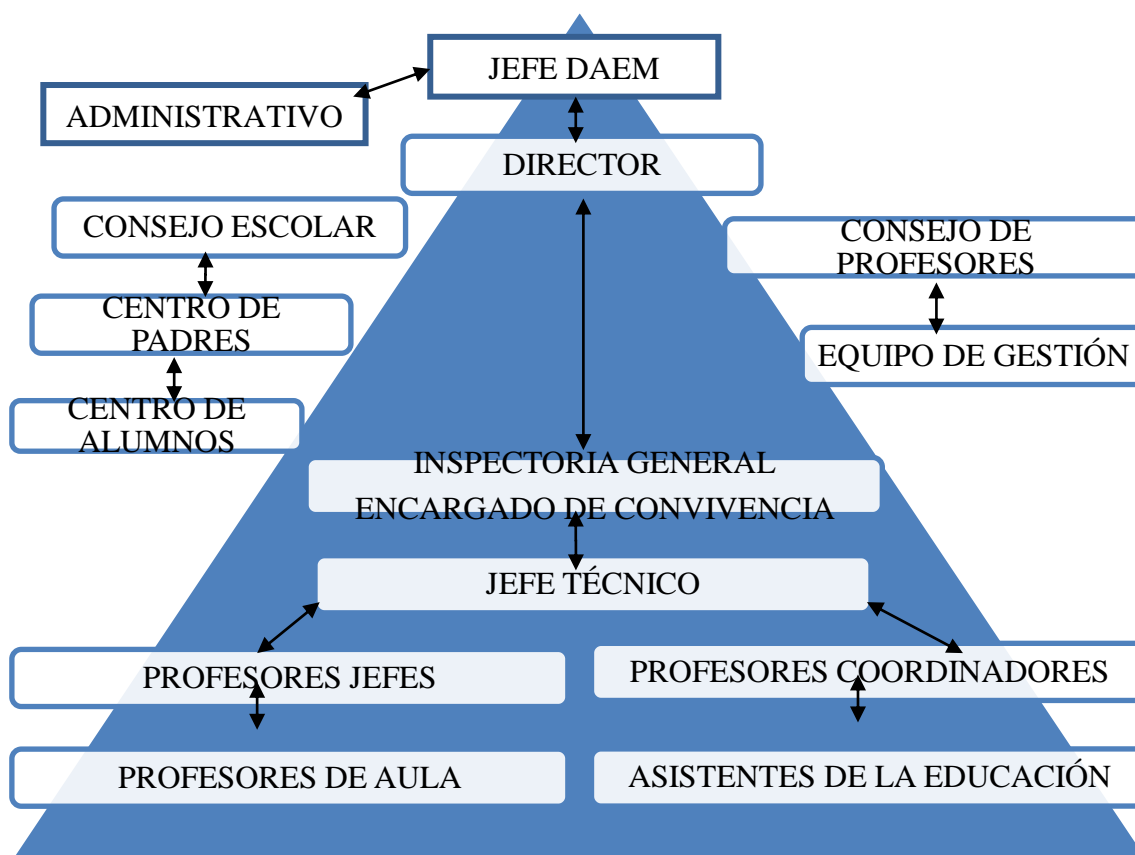 JEFE DAEM
ADMINISTRATIVO
DIRECTOR
CONSEJO ESCOLAR
CONSEJO DE
PROFESORES
CENTRO DE
PADRES
EQUIPO DE GESTIÓN
CENTRO DE
ALUMNOS
INSPECTORIA GENERAL
ENCARGADO DE CONVIVENCIA
JEFE TÉCNICO
PROFESORES JEFES
PROFESORES COORDINADORES
PROFESORES DE AULA
ASISTENTES DE LA EDUCACIÓN